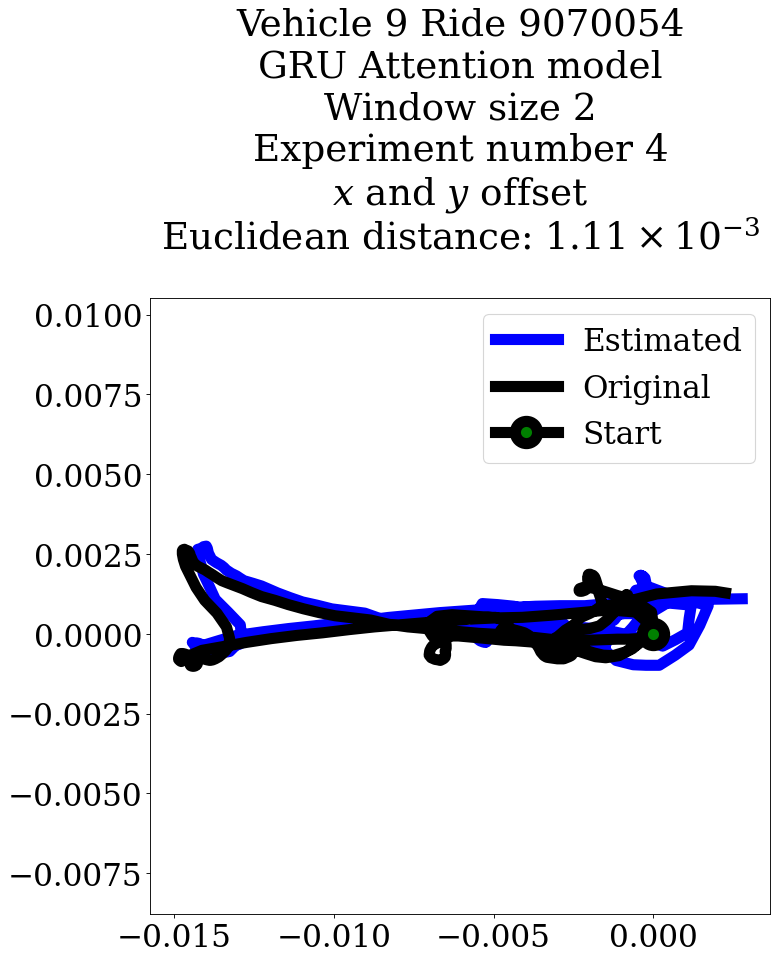 Vehicle 9 Ride 9070054
GRU Attention model
Window size 2
Experiment number 4
x and y offset
Euclidean distance: 1.11 × 10⁻³
0.0100
0.0075
0.0050
0.0025
0.0000
−0.0025
−0.0050
−0.0075
Estimated
Original
Start
−0.015
−0.010
−0.005
0.000